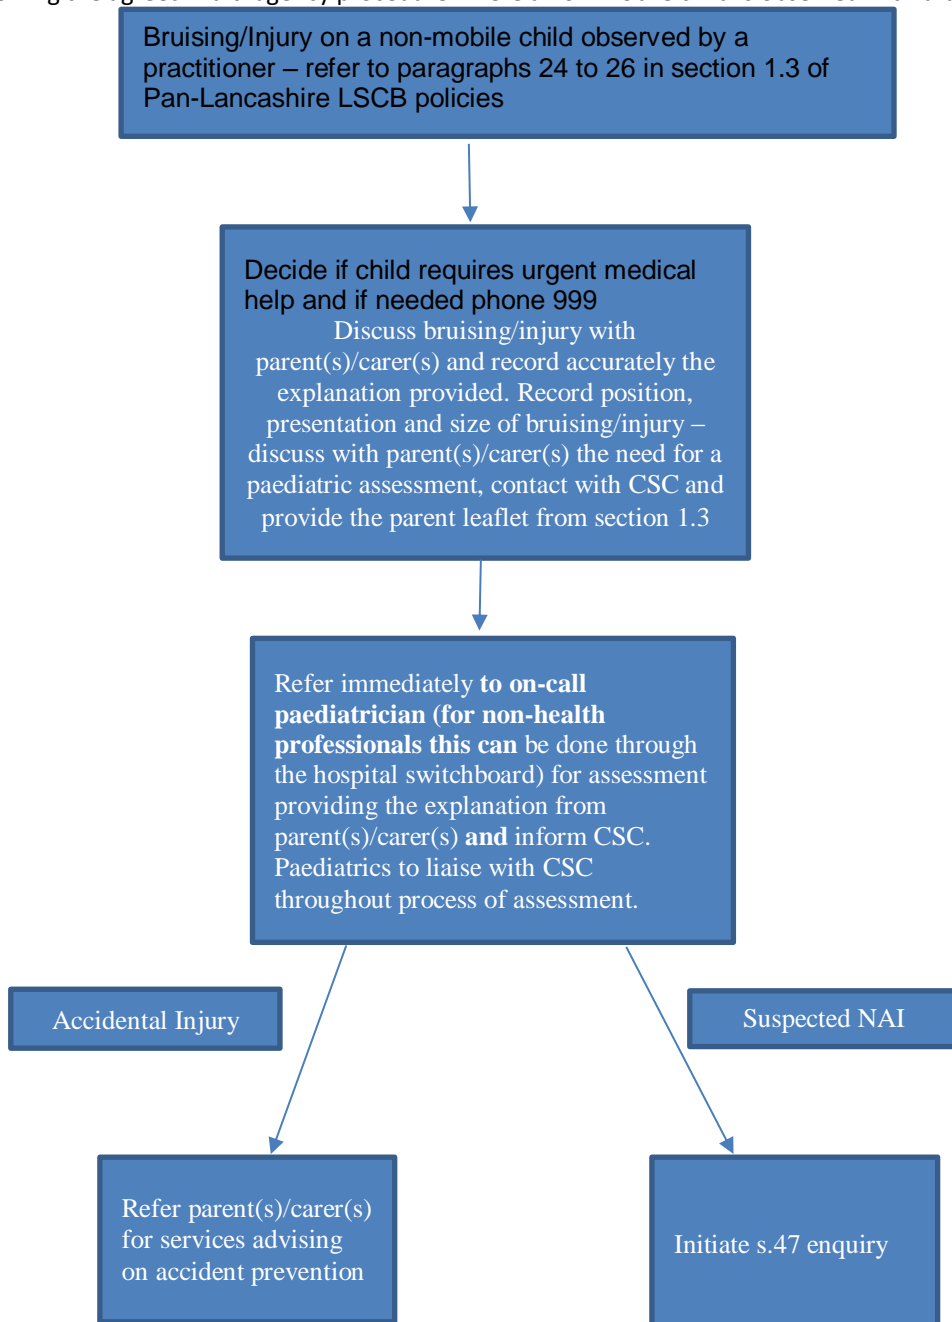 Bruising/Injury on a non-mobile child observed by a
practitioner – refer to paragraphs 24 to 26 in section 1.3 of
Pan-Lancashire LSCB policies
Decide if child requires urgent medical
help and if needed phone 999
Discuss bruising/injury with
parent(s)/carer(s) and record accurately the
explanation provided. Record position,
presentation and size of bruising/injury –
discuss with parent(s)/carer(s) the need for a
paediatric assessment, contact with CSC and
provide the parent leaflet from section 1.3
Refer immediately to on-call
paediatrician (for non-health
professionals this can be done through
the hospital switchboard) for assessment
providing the explanation from
parent(s)/carer(s) and inform CSC.
Paediatrics to liaise with CSC
throughout process of assessment.
Accidental Injury
Suspected NAI
Refer parent(s)/carer(s)
for services advising
on accident prevention
Initiate s.47 enquiry